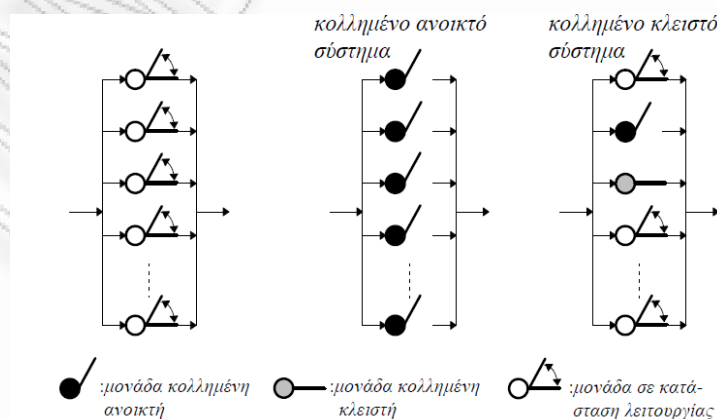 κολλημένο ανοικτό
σύστημα
κολλημένο κλειστό
σύστημα
:μονάδα κολλημένη
ανοικτή
:μονάδα κολλημένη
κλειστή
:μονάδα σε κατά-
σταση λειτουργίας